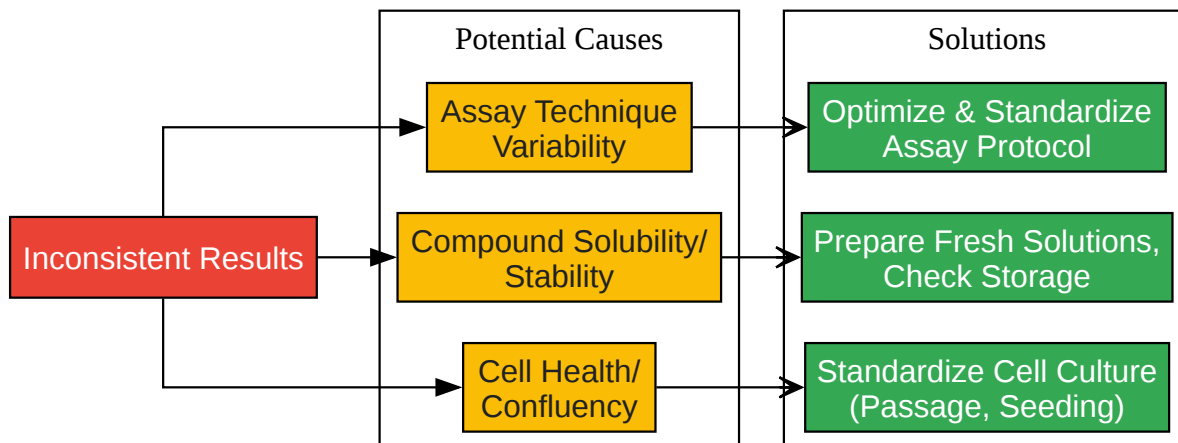 Potential Causes
Solutions
Assay Technique
Variability
Optimize & Standardize
Assay Protocol
Inconsistent Results
Compound Solubility/
Stability
Prepare Fresh Solutions,
Check Storage
Cell Health/
Confluency
Standardize Cell Culture
(Passage, Seeding)